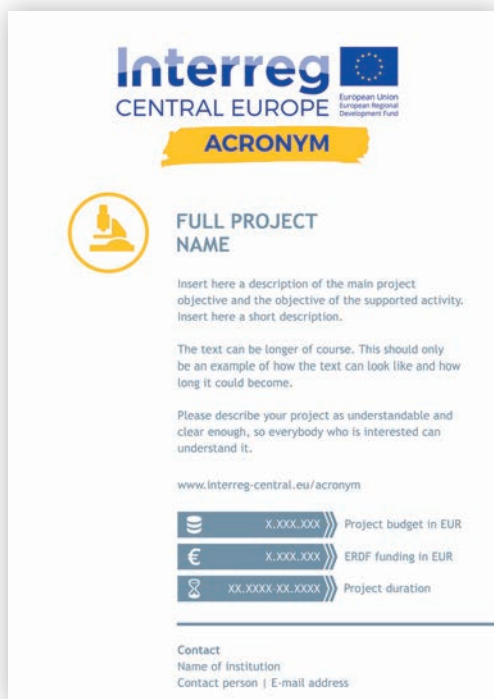 Interreg
CENTRAL EUROPE
European Union
European Regional
Development Fund
ACRONYM
FULL PROJECT
NAME
Insert here a description of the main project
objective and the objective of the supported activity.
Insert here a short description.
The text can be longer of course. This should only
be an example of how the text can look like and how
long it could become.
Please describe your project as understandable and
clear enough, so everybody who is interested can
understand it.
www.interreg-central.eu/acronym
X.XXX.XXX Project budget in EUR
€ X.XXX.XXX ERDF funding in EUR
XX.XXXX-XX.XXXX Project duration
Contact
Name of institution
Contact person | E-mail address